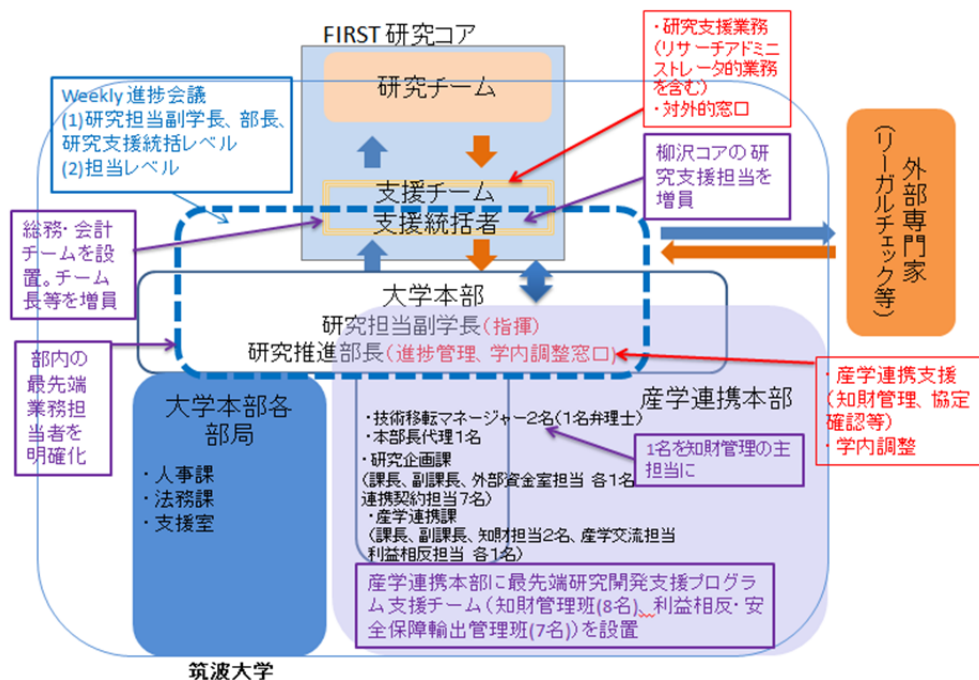 FIRST 研究コア
研究チーム
・研究支援業務
(リサーチアドミニ
ストレータ的業務
を含む)
・対外的窓口
Weekly 進捗会議
(1)研究担当副学長、部長、
研究支援統括レベル
(2)担当レベル
柳沢コアの研
究支援担当を
増員
外部専門家
(リーガルチェック等)
支援チーム
支援統括者
総務・会計
チームを設
置。チーム
長等を増員
大学本部
研究担当副学長(指揮)
研究推進部長(進捗管理、学内調整窓口)
部内の
最先端
業務担
当者を
明確化
大学本部各
部局
・人事課
・法務課
・支援室
産学連携本部
・技術移転マネージャー2名(1名弁理士)
・本部長代理1名
・研究企画課
(課長、副課長、外部資金室担当 各1名
連携契約担当7名)
・産学連携課
(課長、副課長、知財担当2名、産学交流担当
利益相反担当 各1名)
1名を知財管理の主
担当に
・産学連携支援
(知財管理、協定
確認等)
・学内調整
産学連携本部に最先端研究開発支援プログラ
ム支援チーム(知財管理班(8名)、利益相反・安
全保障輸出管理班(7名))を設置
筑波大学